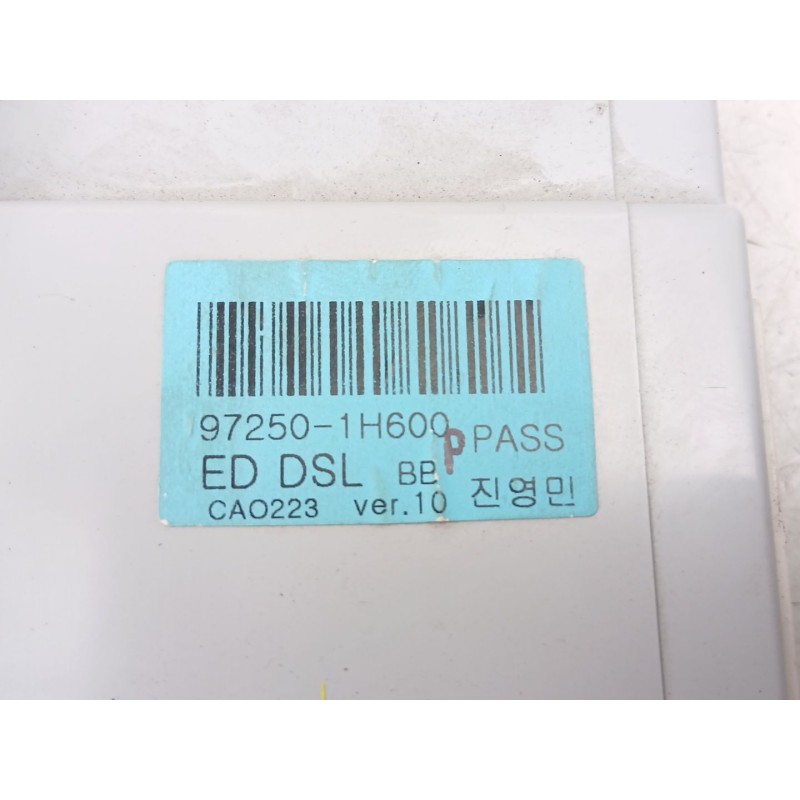 97250-1H600 P PASS
ED DSL BB
CAO223 ver.10 진영민